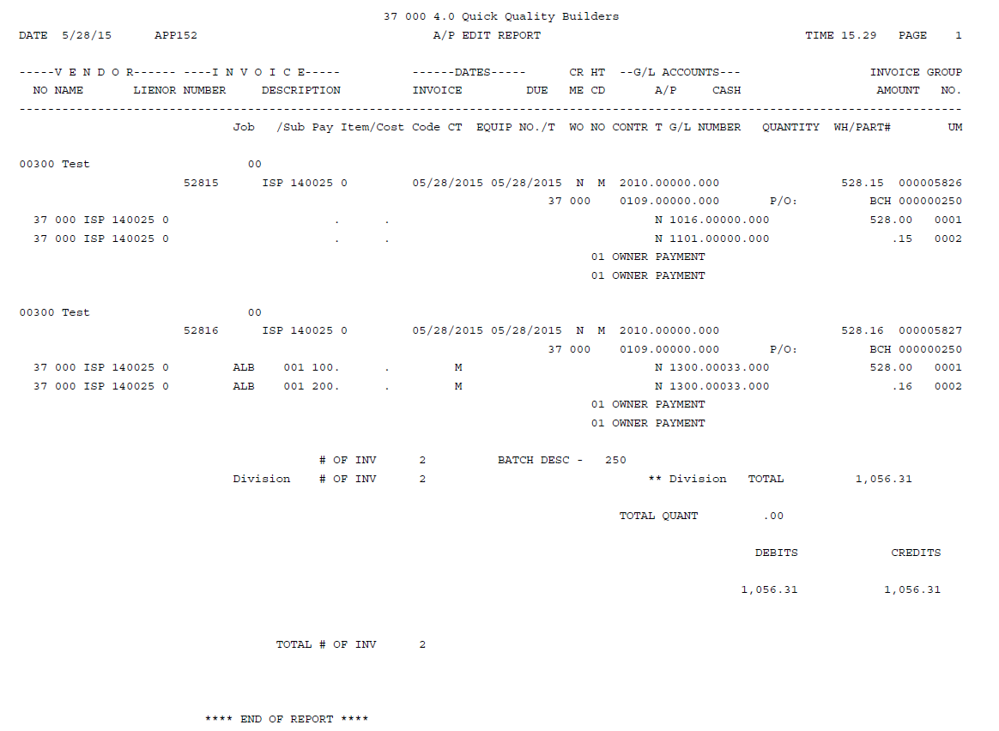 37 000 4.0 Quick Quality Builders
DATE 5/28/15 APP152 A/P EDIT REPORT TIME 15.29 PAGE 1
-----V E N D O R------ ----I N V O I C E----- ------DATES----- CR HT --G/L ACCOUNTS--- INVOICE GROUP
NO NAME LIENOR NUMBER DESCRIPTION INVOICE DUE ME CD A/P CASH AMOUNT NO.
------------------------------------------------------------------------------------------------------------------------------------
Job /Sub Pay Item/Cost Code CT EQUIP NO./T WO NO CONTR T G/L NUMBER QUANTITY WH/PART# UM
00300 Test 00
52815 ISP 140025 0 05/28/2015 05/28/2015 N M 2010.00000.000 528.15 000005826
37 000 0109.00000.000 P/O: BCH 000000250
37 000 ISP 140025 0 . . N 1016.00000.000 528.00 0001
37 000 ISP 140025 0 . . N 1101.00000.000 .15 0002
01 OWNER PAYMENT
01 OWNER PAYMENT
00300 Test 00
52816 ISP 140025 0 05/28/2015 05/28/2015 N M 2010.00000.000 528.16 000005827
37 000 0109.00000.000 P/O: BCH 000000250
37 000 ISP 140025 0 ALB 001 100. . M N 1300.00033.000 528.00 0001
37 000 ISP 140025 0 ALB 001 200. . M N 1300.00033.000 .16 0002
01 OWNER PAYMENT
01 OWNER PAYMENT
# OF INV 2 BATCH DESC - 250
Division # OF INV 2 ** Division TOTAL 1,056.31
TOTAL QUANT .00
DEBITS CREDITS
1,056.31 1,056.31
TOTAL # OF INV 2
**** END OF REPORT ****